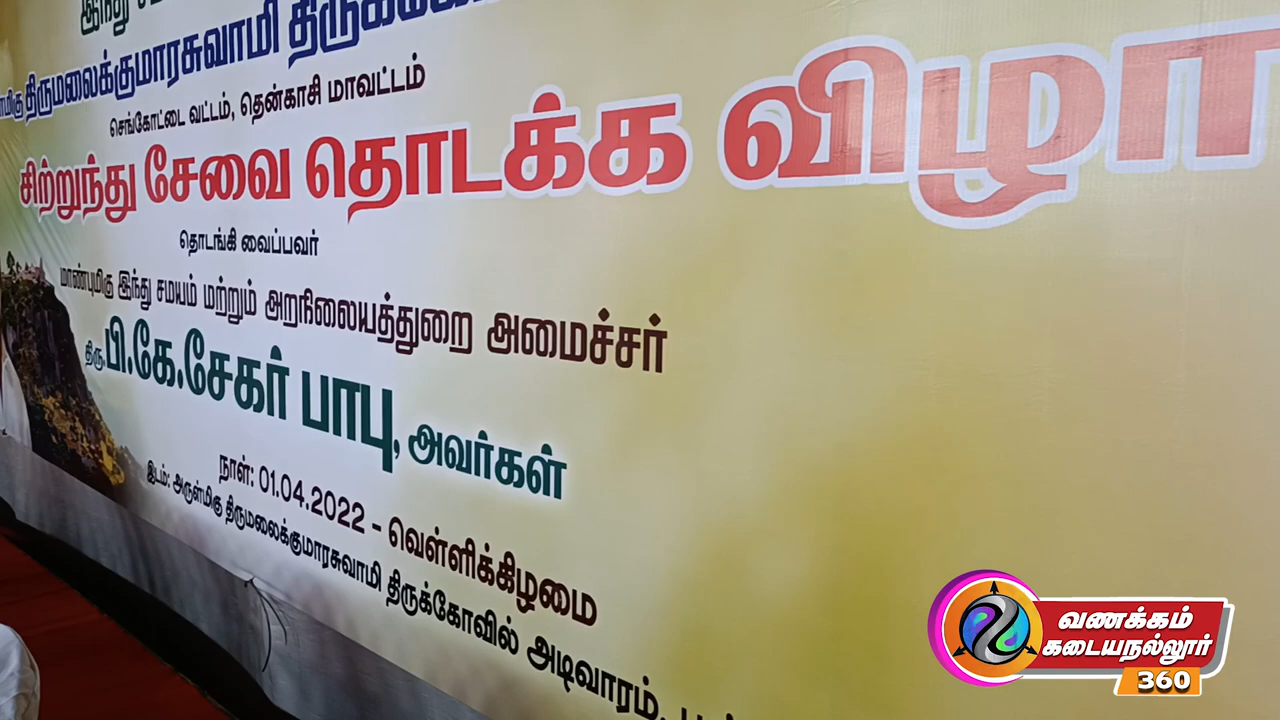 இந்து
திருமலைக்குமாரசுவாமி
செங்கோட்டை வட்டம், தென்காசி மாவட்டம்
சிற்றுந்து சேவை தொடக்க விழா
தொடங்கி வைப்பவர்
மாண்புமிகு இந்து சமயம் மற்றும் அறநிலையத்துறை அமைச்சர்
திரு.பி.கே.சேகர் பாபு, அவர்கள்
நாள்: 01.04.2022 - வெள்ளிக்கிழமை
இடம்: அருள்மிகு திருமலைக்குமாரசுவாமி திருக்கோவில் அடிவாரம்,
வணக்கம்
கடையநல்லூர்
360